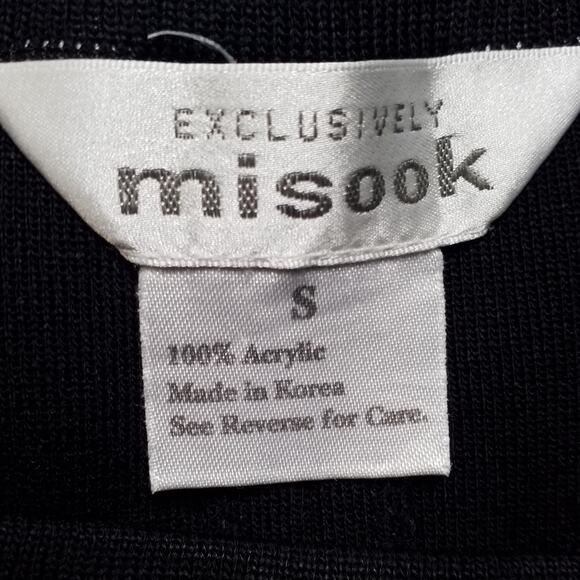 EXCLUSIVELY
misook
S
100% Acrylic
Made in Korea
See Reverse for Care.